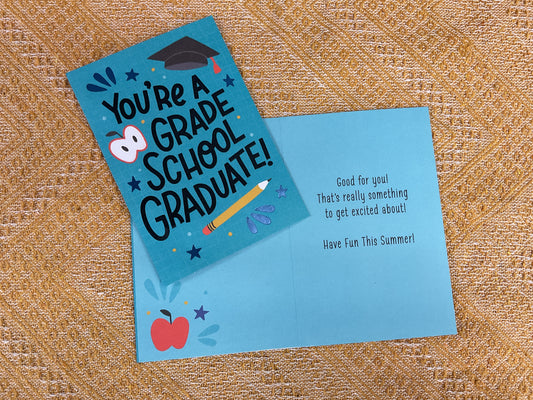 You're a
Grade
School
Graduate!
Good for you!
That's really something
to get excited about!
Have Fun This Summer!